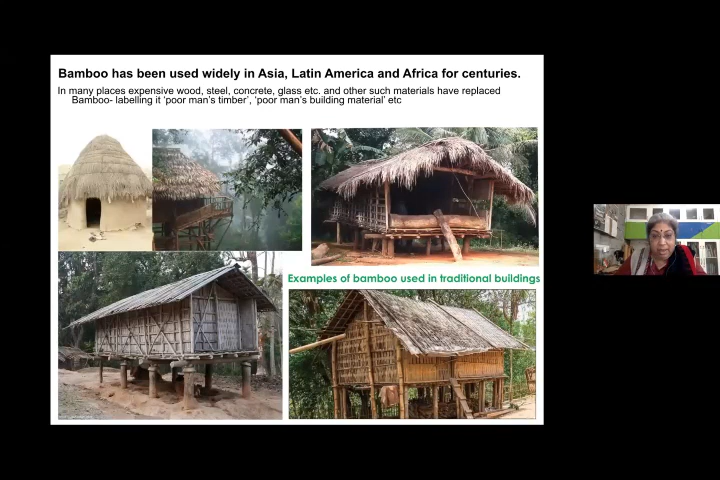 Bamboo has been used widely in Asia, Latin America and Africa for centuries.
In many places expensive wood, steel, concrete, glass etc. and other such materials have replaced
Bamboo- labelling it ‘poor man’s timber’, ‘poor man’s building material’ etc
Examples of bamboo used in traditional buildings